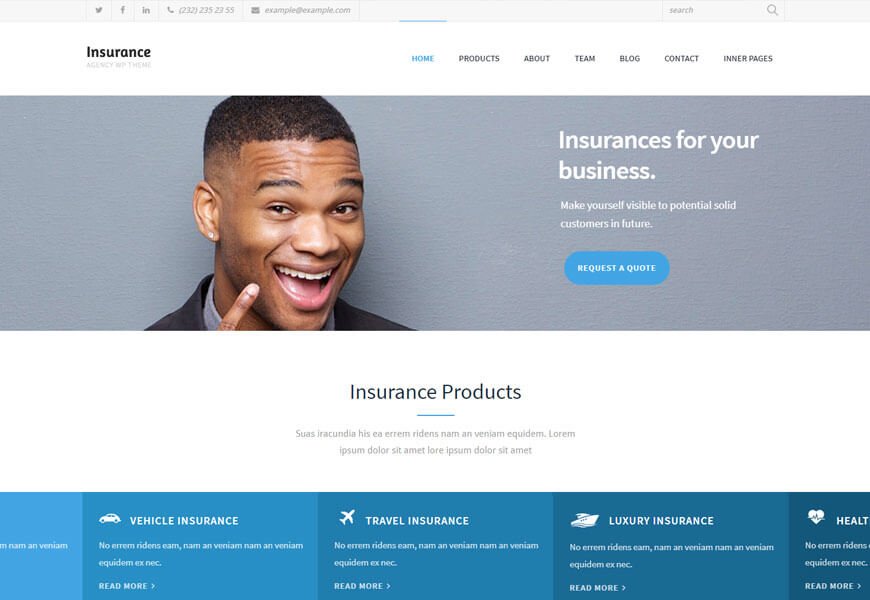 (232) 235 23 55
example@example.com
search
Insurance
AGENCY WP THEME
HOME
PRODUCTS
ABOUT
TEAM
BLOG
CONTACT
INNER PAGES
Insurances for your
business.
Make yourself visible to potential solid
customers in future.
REQUEST A QUOTE
Insurance Products
Suas iracundia his ea errem ridens nam an veniam equidem. Lorem
ipsum dolor sit amet lore ipsum dolor sit amet
m nam an veniam
VEHICLE INSURANCE
No errem ridens eam, nam an veniam nam an veniam
equidem ex nec.
READ MORE >
TRAVEL INSURANCE
No errem ridens eam, nam an veniam nam an veniam
equidem ex nec.
READ MORE >
LUXURY INSURANCE
No errem ridens eam, nam an veniam nam an veniam
equidem ex nec.
READ MORE >
HEALT
No errem ridens
equidem ex nec.
READ MORE >